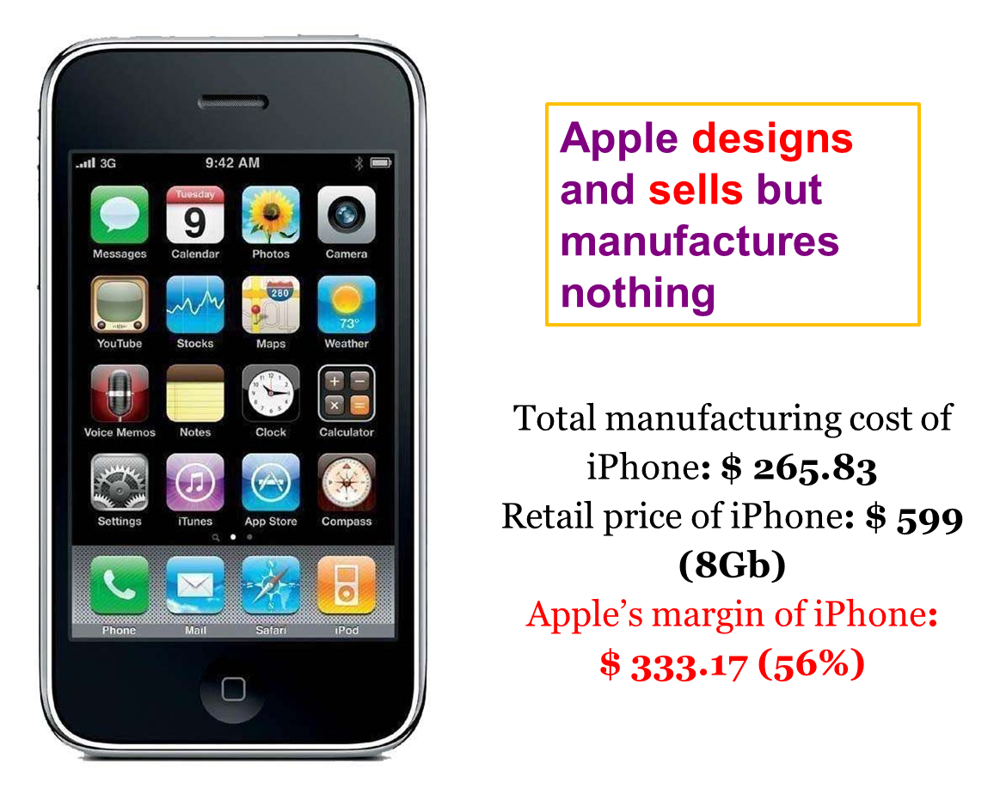 3G 9:42 AM
Tuesday
9
Messages Calendar Photos Camera
280
73°
YouTube Stocks Maps Weather
Voice Memos Notes Clock Calculator
Settings iTunes App Store Compass
Phone Mail Safari iPod
Apple designs
and sells but
manufactures
nothing
Total manufacturing cost of
iPhone: $ 265.83
Retail price of iPhone: $ 599
(8Gb)
Apple’s margin of iPhone:
$ 333.17 (56%)